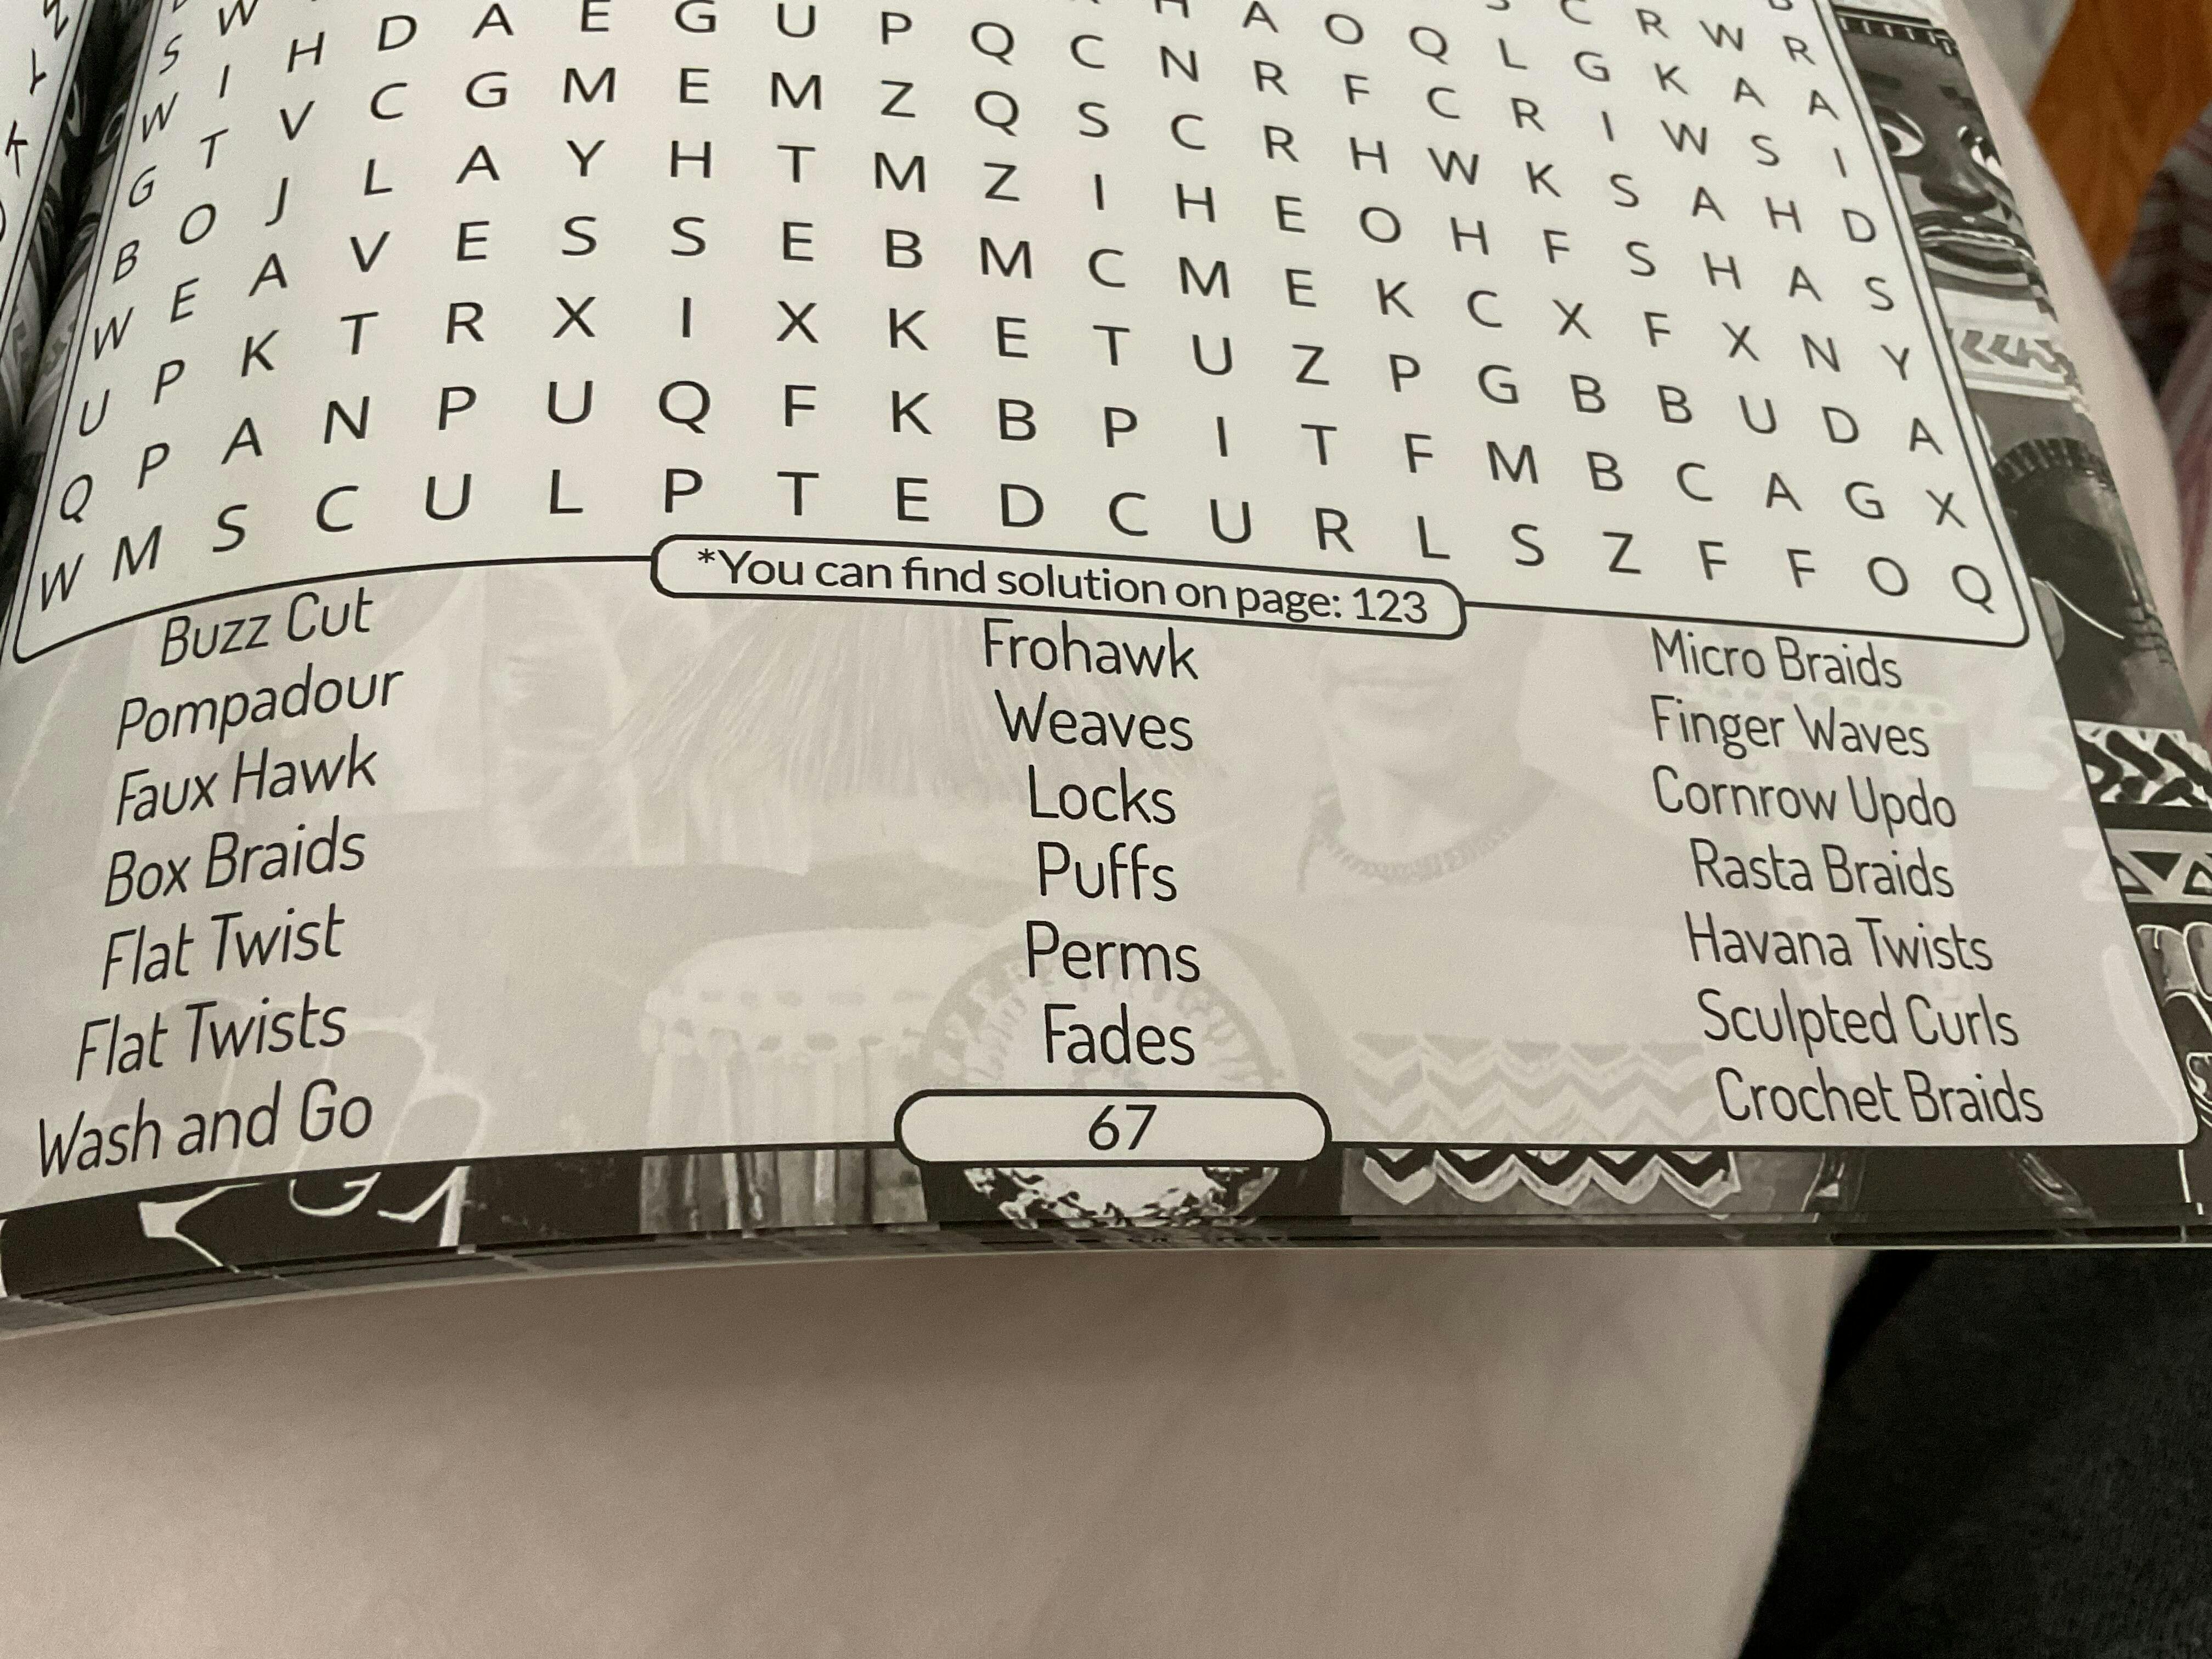 C R W R
S W H A O Q L G K A A
W I H D A E G U P Q C N R F C R I W S I
G T V C G M E M Z Q S C R H W K S A H D
B O J L A Y H T M Z I H E O H F S H A S
W E A V E S S E B M C M E K C X F X N Y
U P K T R X I X K E T U Z P G B B U D A
Q P A N P U Q F K B P I T F M B C A G X
W M S C U L P T E D C U R L S Z F F O Q
*You can find solution on page: 123
Buzz Cut
Pompadour
Faux Hawk
Box Braids
Flat Twist
Flat Twists
Wash and Go
Frohawk
Weaves
Locks
Puffs
Perms
Fades
Micro Braids
Finger Waves
Cornrow Updo
Rasta Braids
Havana Twists
Sculpted Curls
Crochet Braids
67